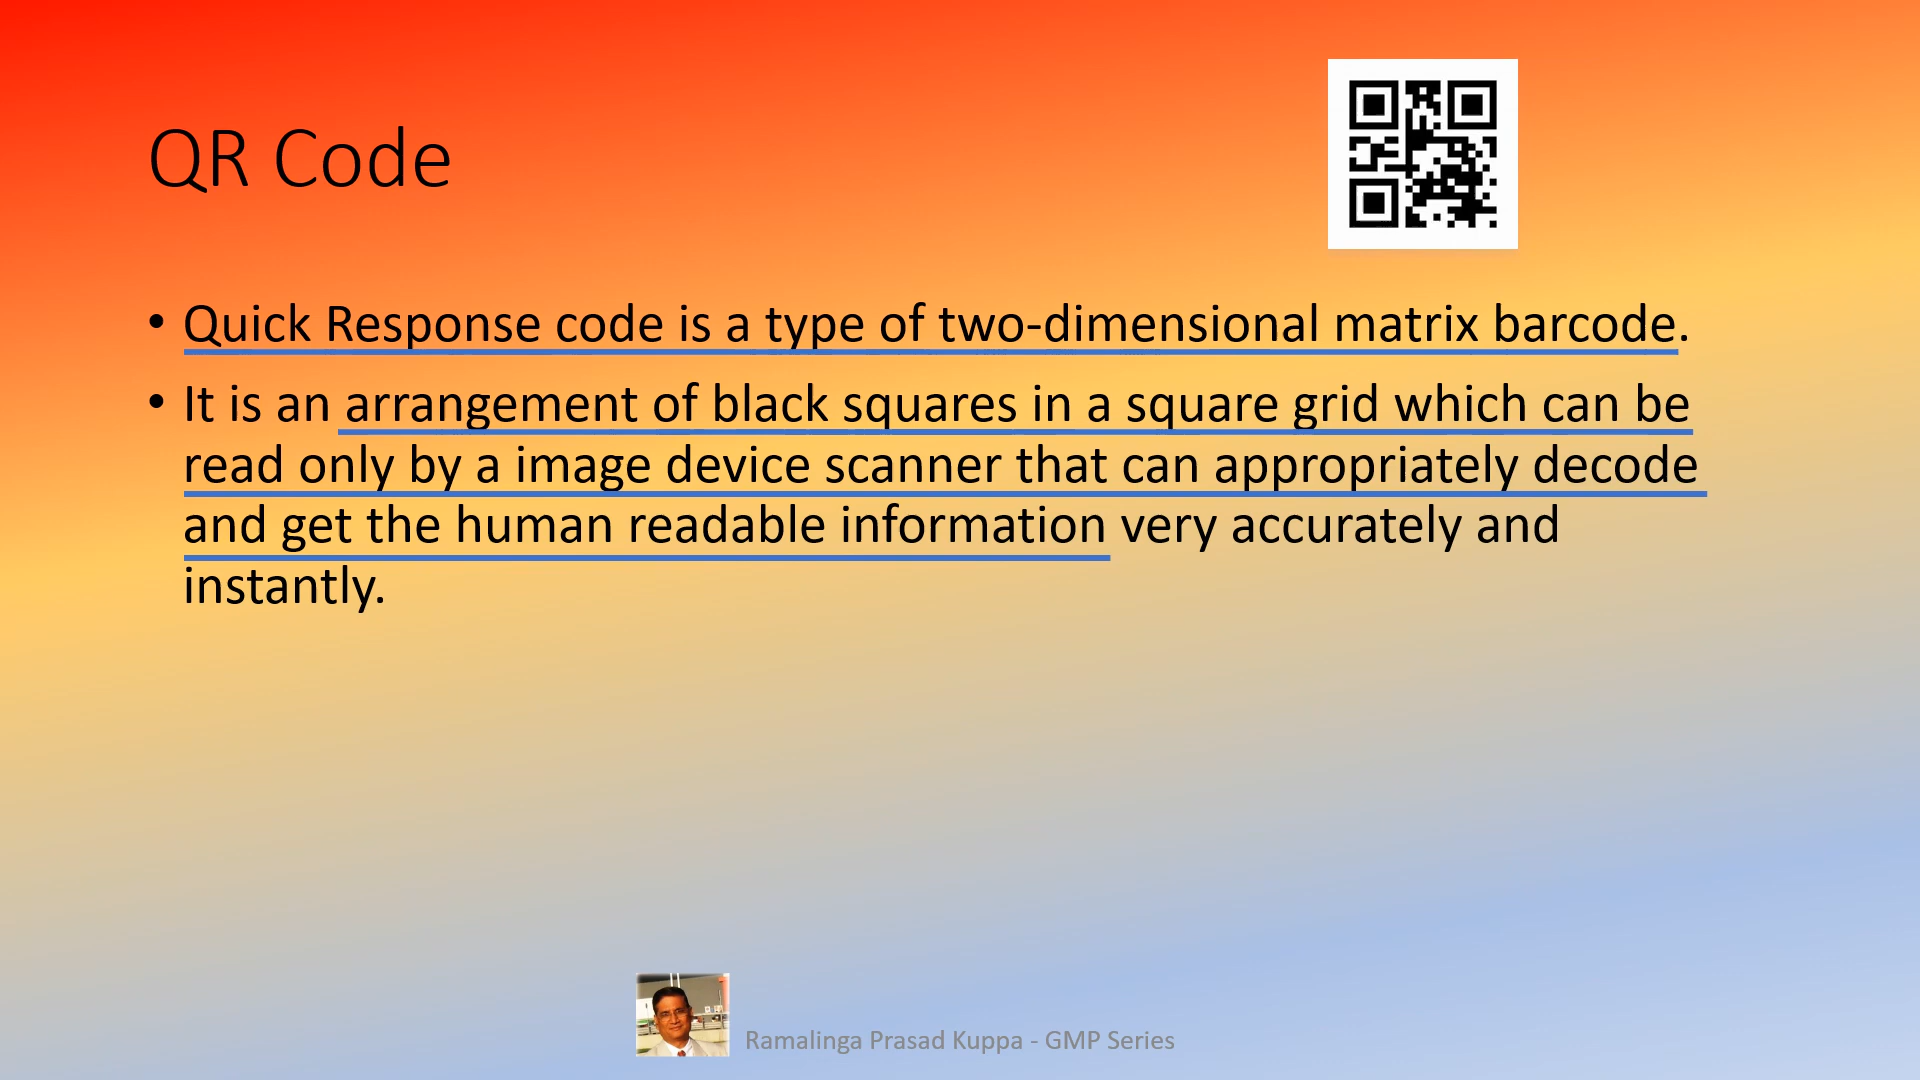 QR Code
• Quick Response code is a type of two-dimensional matrix barcode.
• It is an arrangement of black squares in a square grid which can be
read only by a image device scanner that can appropriately decode
and get the human readable information very accurately and
instantly.
Ramalinga Prasad Kuppa - GMP Series